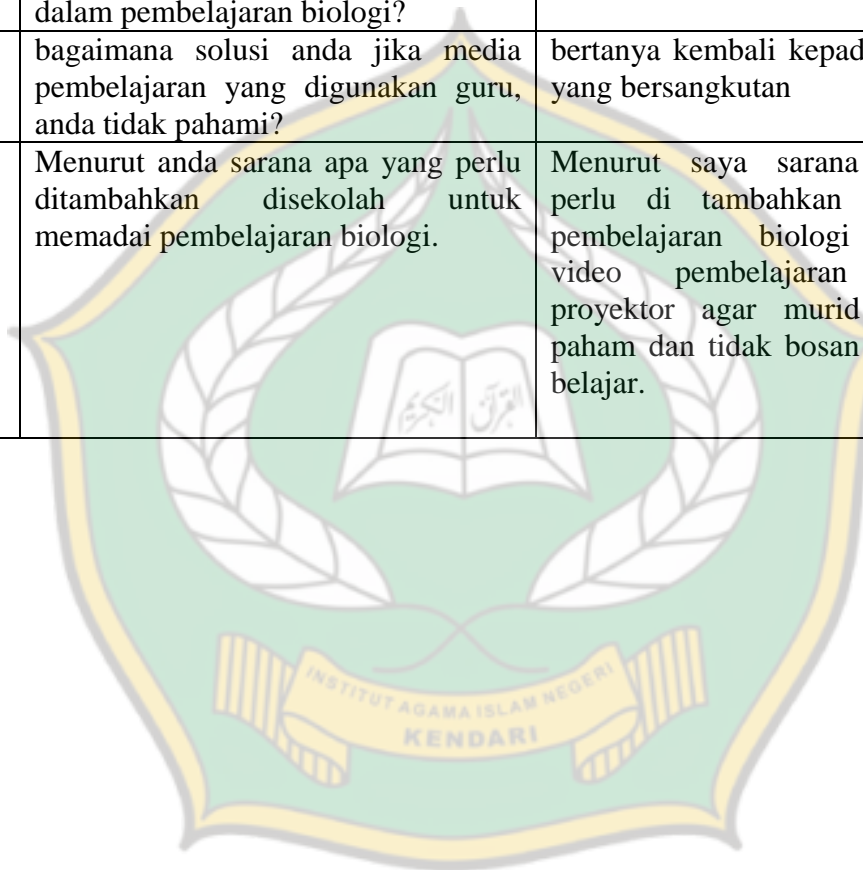 dalam pembelajaran biologi?
bagaimana solusi anda jika media
pembelajaran yang digunakan guru,
anda tidak pahami?
bertanya kembali kepad
yang bersangkutan
Menurut anda sarana apa yang perlu
ditambahkan disekolah untuk
memadai pembelajaran biologi.
Menurut saya sarana
perlu di tambahkan
pembelajaran biologi
video pembelajaran
proyektor agar murid
paham dan tidak bosan
belajar.
القرآن الكريم
INSTITUT AGAMA ISLAM NEGERI
KENDARI